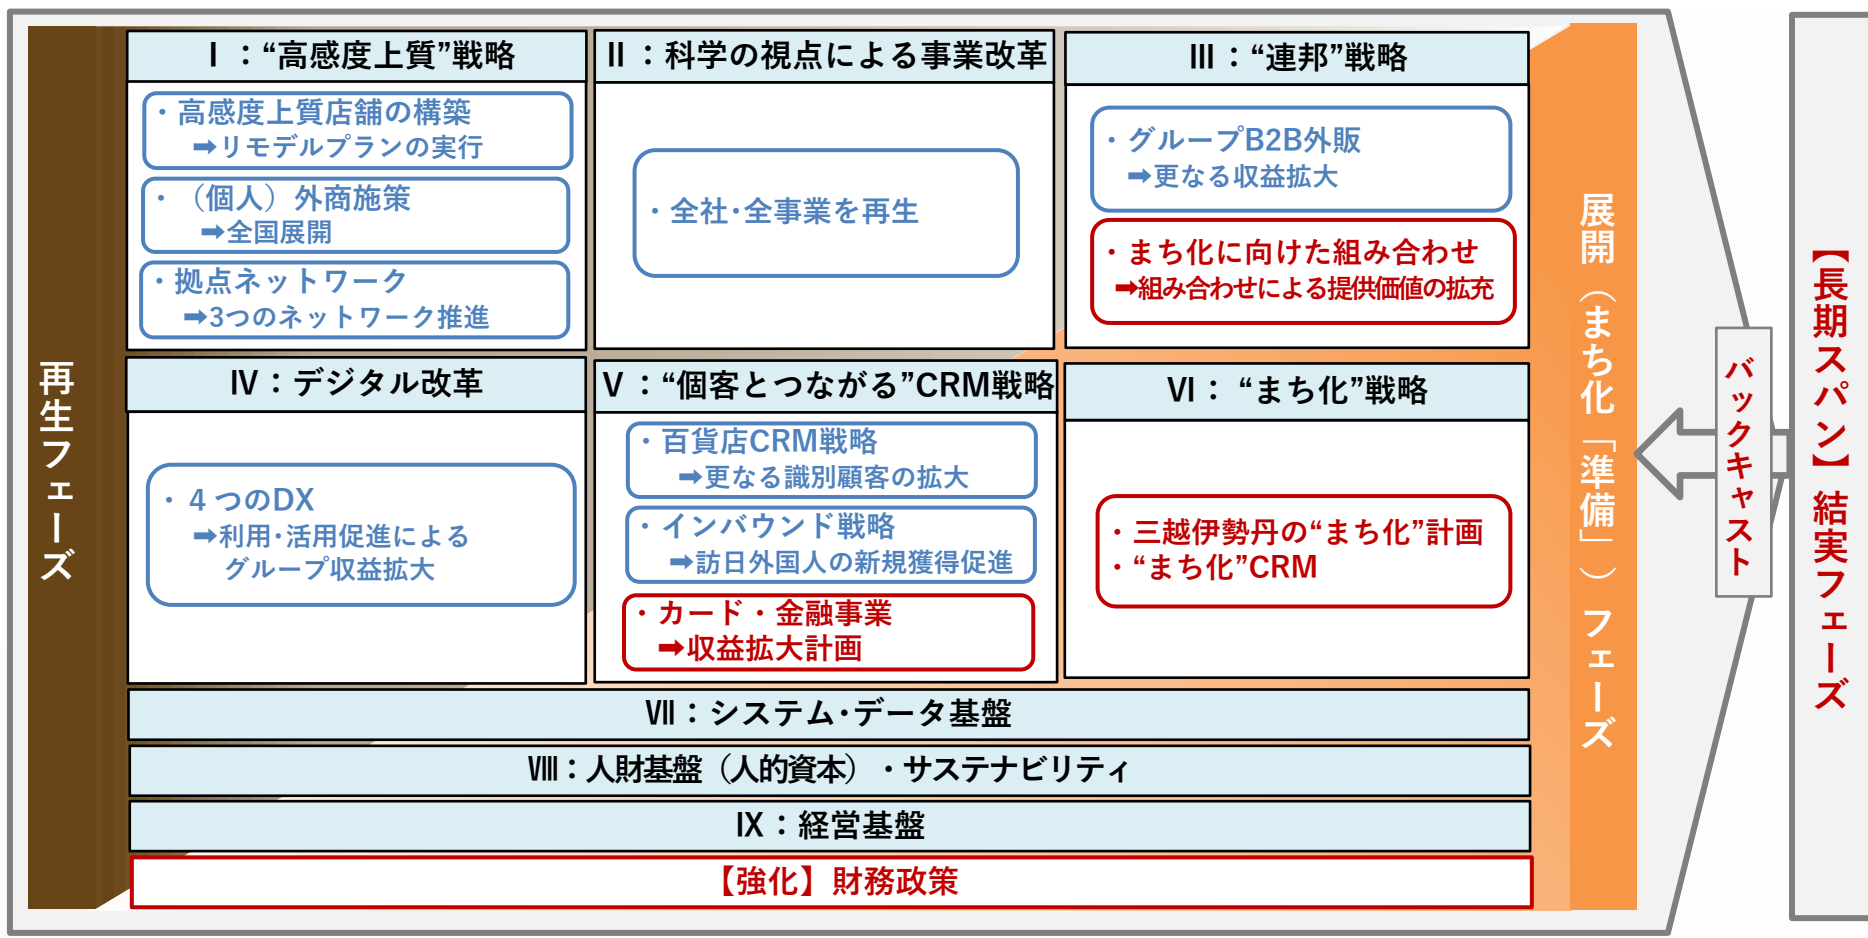 再生フェーズ
Ⅰ：“高感度上質”戦略
・高感度上質店舗の構築
➡リモデルプランの実行
・（個人）外商施策
➡全国展開
・拠点ネットワーク
➡3つのネットワーク推進
Ⅱ：科学の視点による事業改革
・全社･全事業を再生
Ⅲ：“連邦”戦略
・グループB2B外販
➡更なる収益拡大
・まち化に向けた組み合わせ
➡組み合わせによる提供価値の拡充
Ⅳ：デジタル改革
・４つのDX
➡利用･活用促進による
グループ収益拡大
Ⅴ：“個客とつながる”CRM戦略
・百貨店CRM戦略
➡更なる識別顧客の拡大
・インバウンド戦略
➡訪日外国人の新規獲得促進
・カード・金融事業
➡収益拡大計画
Ⅵ：“まち化”戦略
・三越伊勢丹の“まち化”計画
・“まち化”CRM
Ⅶ：システム･データ基盤
Ⅷ：人財基盤（人的資本）・サステナビリティ
Ⅸ：経営基盤
【強化】財務政策
展開（まち化「準備」）フェーズ
バックキャスト
【長期スパン】結実フェーズ